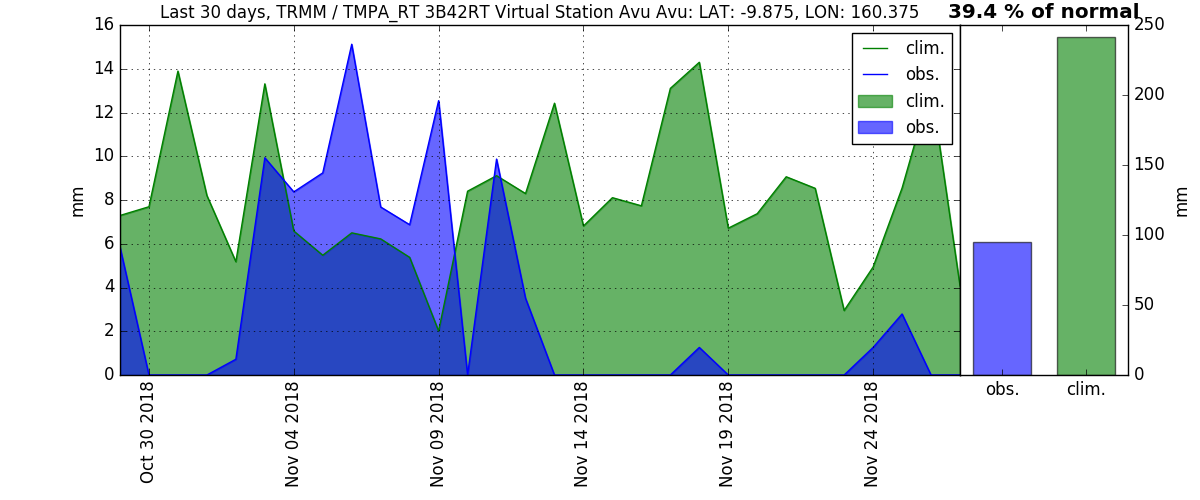 Last 30 days, TRMM / TMPA_RT 3B42RT Virtual Station Avu Avu: LAT: -9.875, LON: 160.375
39.4 % of normal
16
14
12
10
8
6
4
2
0
mm
clim.
obs.
clim.
obs.
250
200
150
100
50
0
mm
obs.
clim.
Oct 30 2018
Nov 04 2018
Nov 09 2018
Nov 14 2018
Nov 19 2018
Nov 24 2018